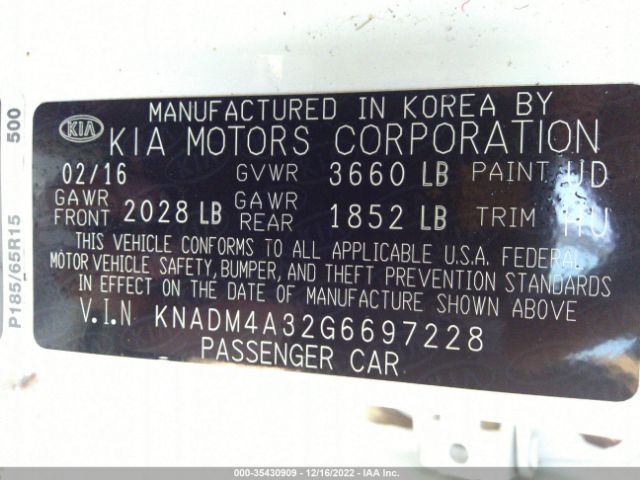 MANUFACTURED IN KOREA BY
KIA KIA MOTORS CORPORATION
02/16 GVWR 3660 LB PAINT UD
GAWR FRONT 2028 LB GAWR REAR 1852 LB TRIM
THIS VEHICLE CONFORMS TO ALL APPLICABLE U.S.A. FEDERAL
MOTOR VEHICLE SAFETY, BUMPER, AND THEFT PREVENTION STANDARDS
IN EFFECT ON THE DATE OF MANUFACTURE SHOWN ABOVE
V.I.N KNADM4A32G6697228
PASSENGER CAR
P185/65R15 500
000-35430909 - 12/16/2022 - IAA Inc.